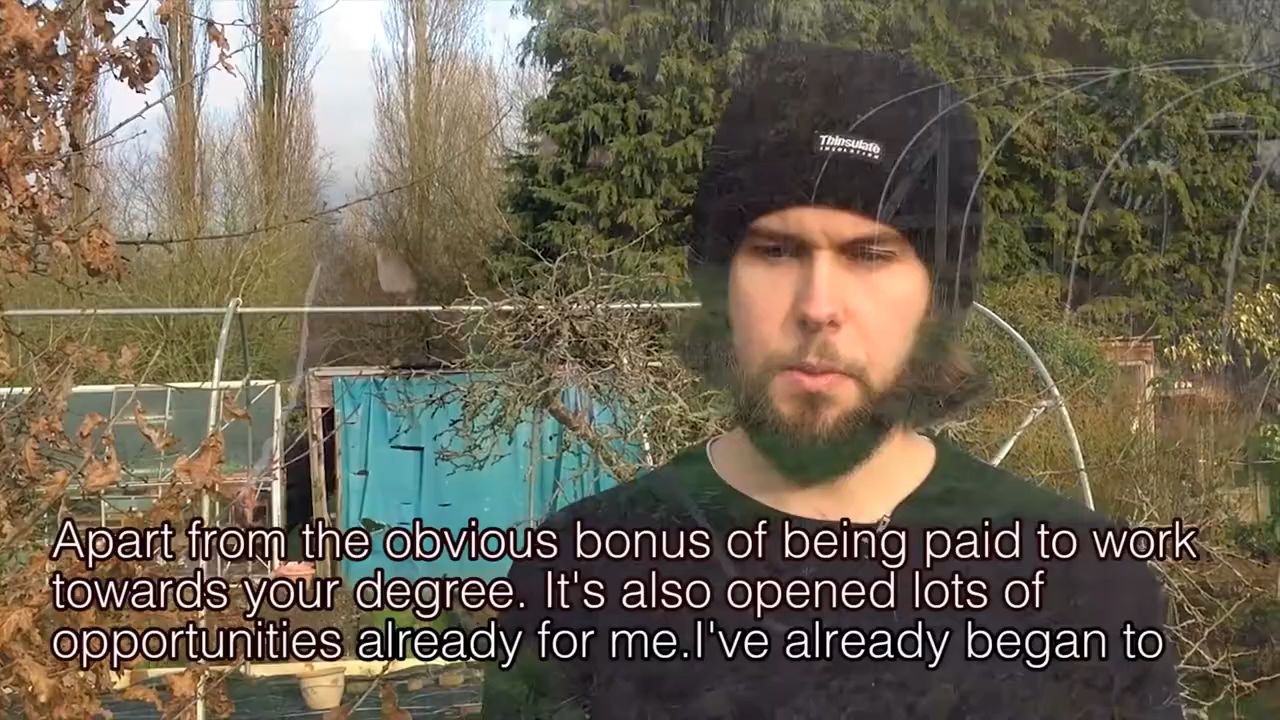 Thinsulate
INSULATION
Apart from the obvious bonus of being paid to work
towards your degree. It's also opened lots of
opportunities already for me.I've already began to